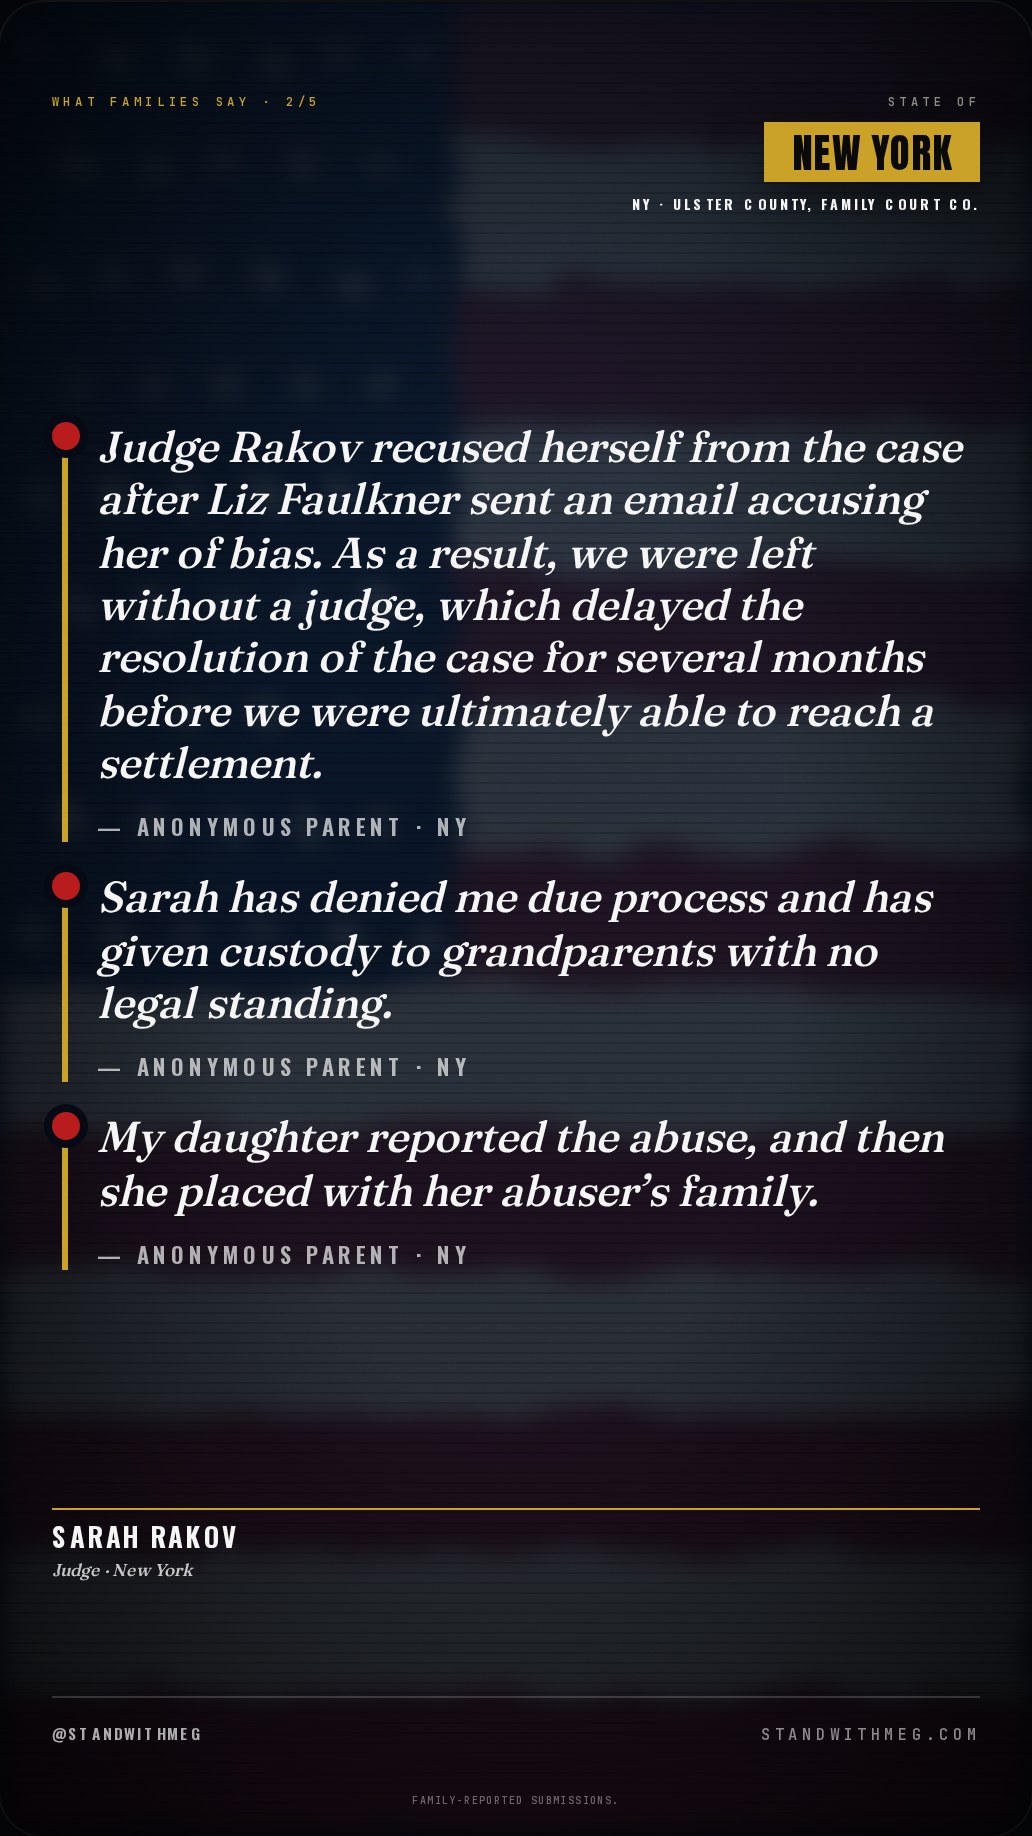 WHAT FAMILIES SAY · 2/5
STATE OF
NEW YORK
NY · ULSTER COUNTY, FAMILY COURT CO.
Judge Rakov recused herself from the case
after Liz Faulkner sent an email accusing
her of bias. As a result, we were left
without a judge, which delayed the
resolution of the case for several months
before we were ultimately able to reach a
settlement.
— ANONYMOUS PARENT · NY
Sarah has denied me due process and has
given custody to grandparents with no
legal standing.
— ANONYMOUS PARENT · NY
My daughter reported the abuse, and then
she placed with her abuser’s family.
— ANONYMOUS PARENT · NY
SARAH RAKOV
Judge · New York
@STANDWITHMEG
STANDWITHMEG.COM
FAMILY-REPORTED SUBMISSIONS.